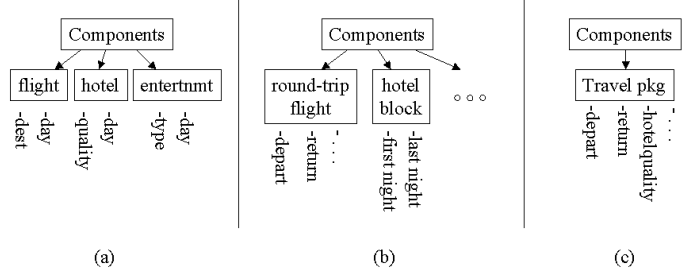 Components
flight
hotel
entertnmt
-dest
-day
-quality
-day
-type
-day
(a)
Components
round-trip
flight
hotel
block
-depart
-return
- . . .
-first night
-last night
(b)
Components
Travel pkg
-depart
-return
-hotelquality
- . . .
(c)